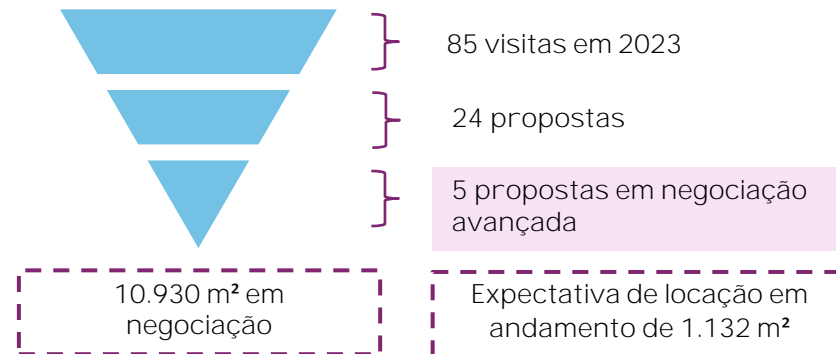 85 visitas em 2023
24 propostas
5 propostas em negociação
avançada
10.930 m² em
negociação
Expectativa de locação em
andamento de 1.132 m²